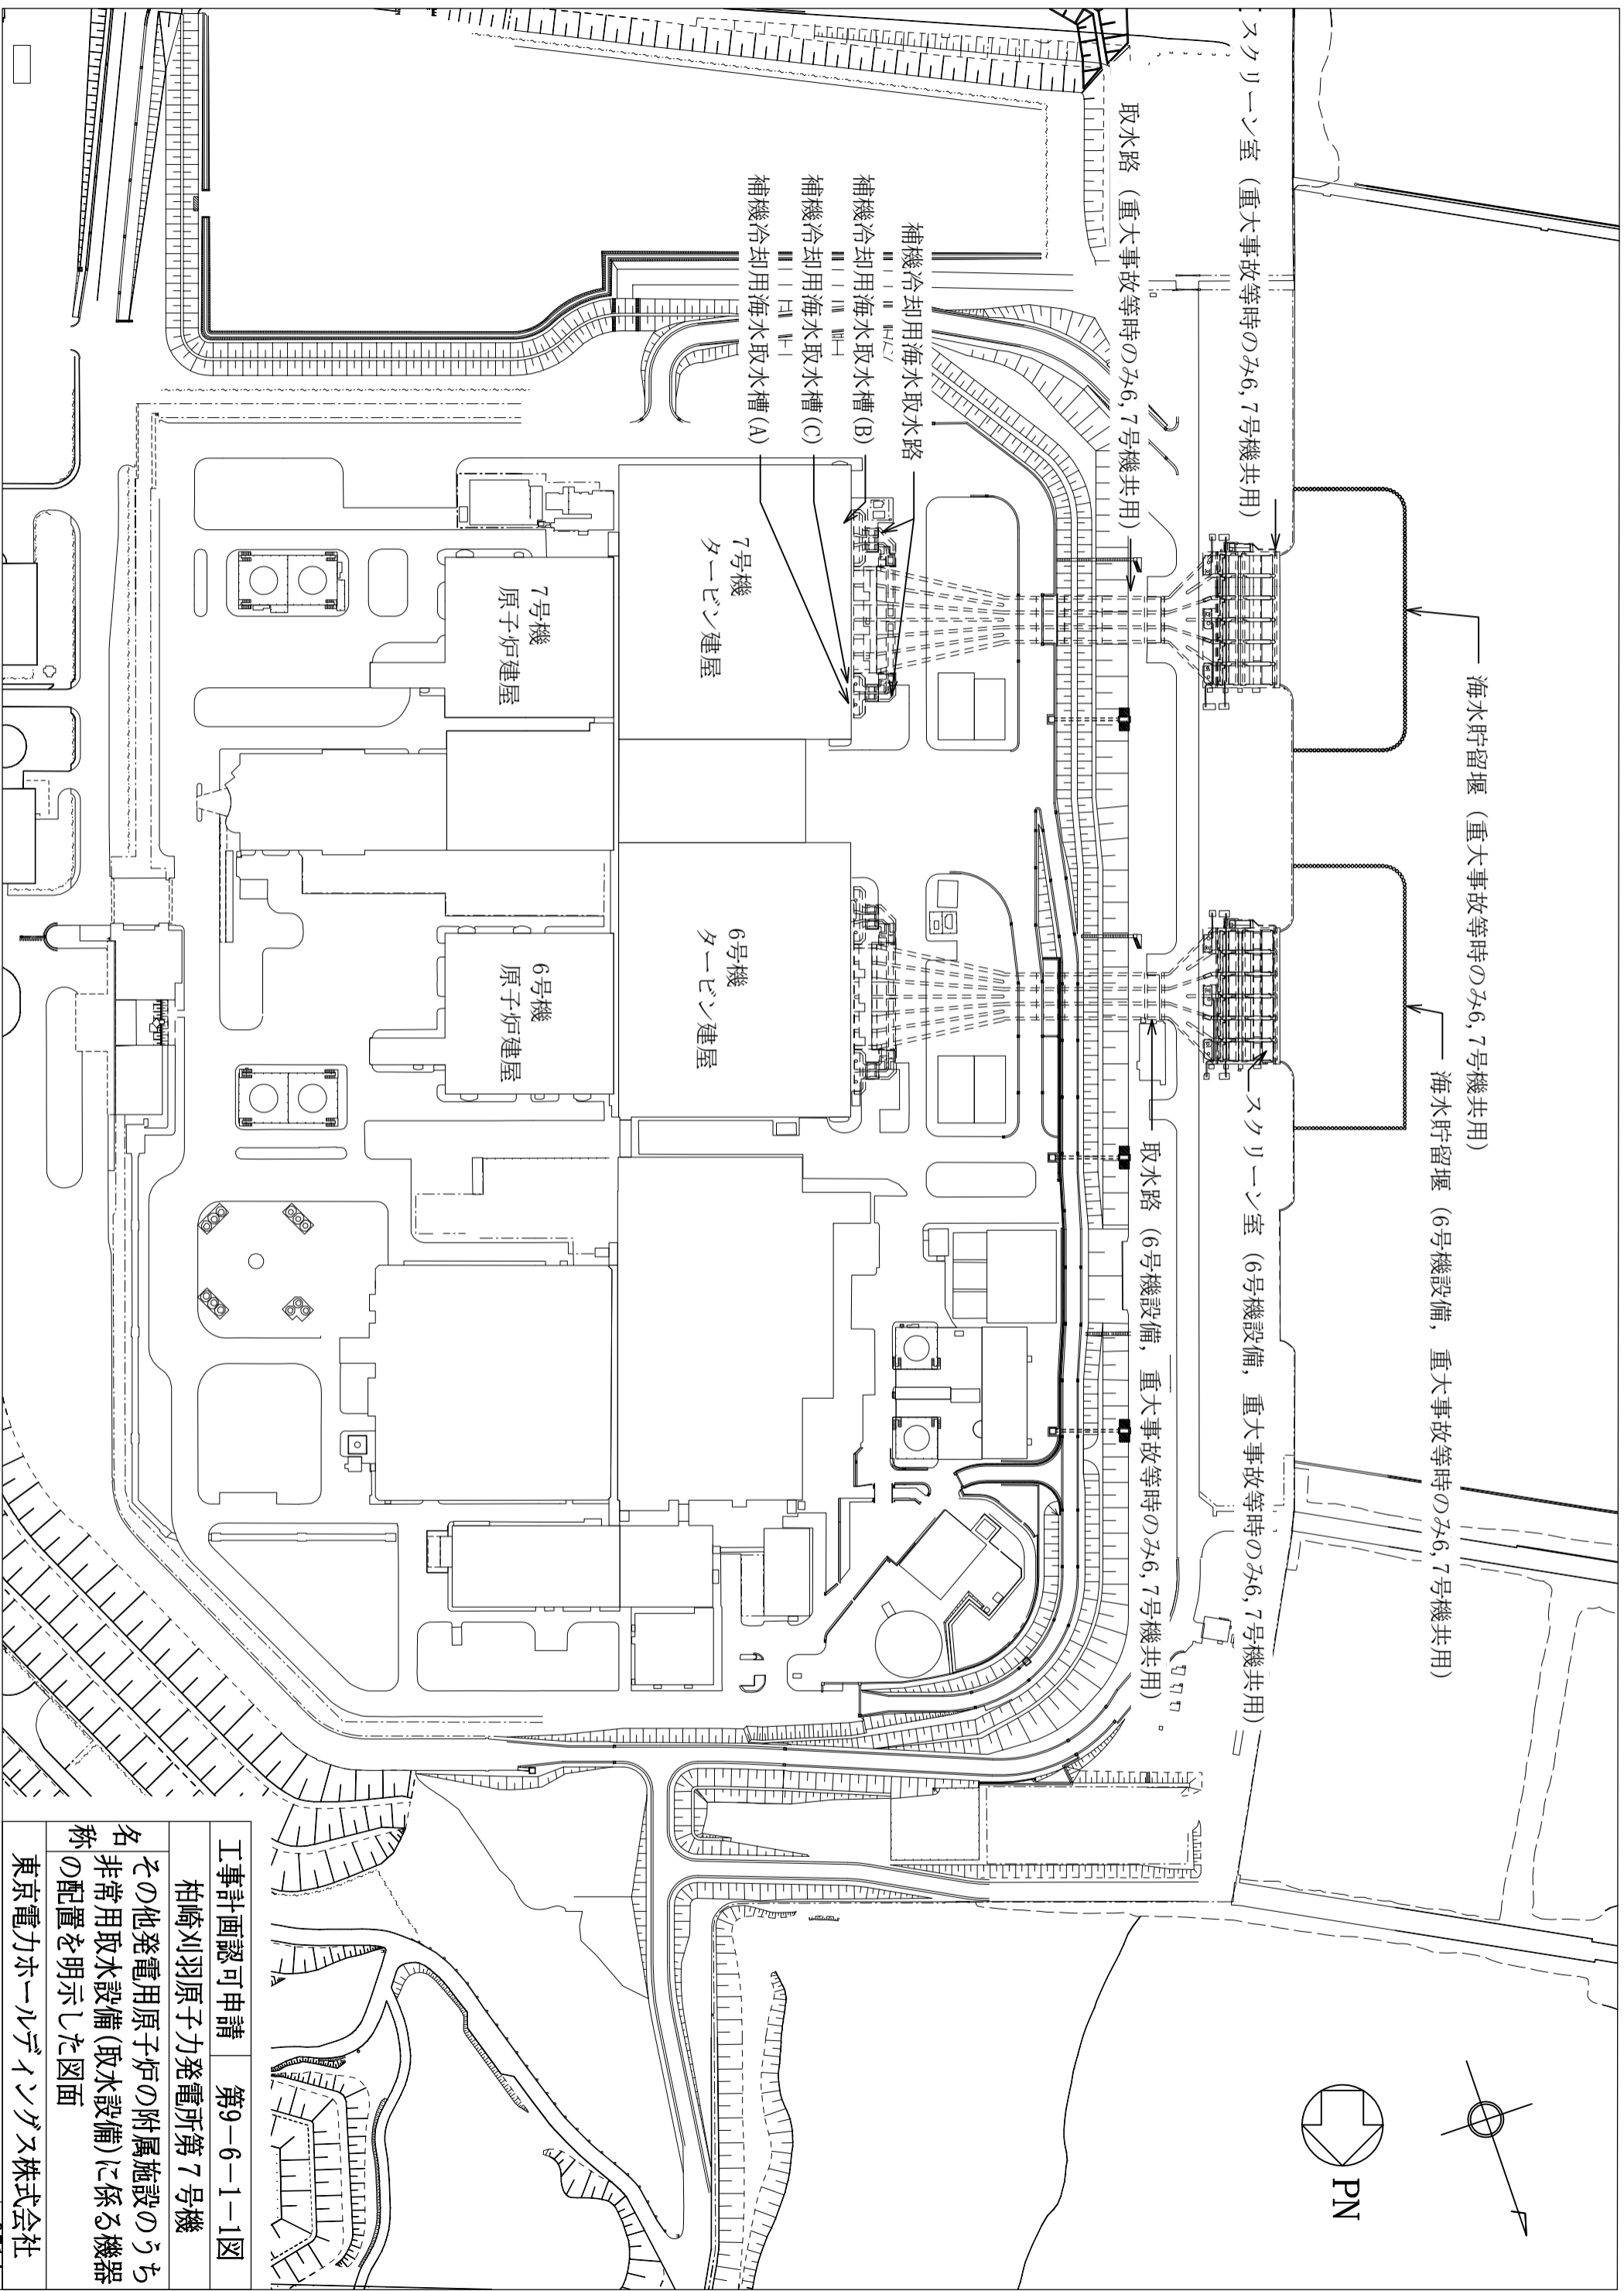 海水貯留堰（重大事故等時のみ6,7号機共用）
海水貯留堰（6号機設備，重大事故等時のみ6,7号機共用）
スクリーン室（重大事故等時のみ6,7号機共用）
スクリーン室（6号機設備，重大事故等時のみ6,7号機共用）
取水路（重大事故等時のみ6,7号機共用）
取水路（6号機設備，重大事故等時のみ6,7号機共用）
補機冷却用海水取水路
補機冷却用海水取水槽(B)
補機冷却用海水取水槽(C)
補機冷却用海水取水槽(A)
7号機
タービン建屋
6号機
タービン建屋
7号機
原子炉建屋
6号機
原子炉建屋
PN
工事計画認可申請 第9-6-1-1図
柏崎刈羽原子力発電所第7号機
名称
その他発電用原子炉の附属施設のうち
非常用取水設備(取水設備)に係る機器
の配置を明示した図面
東京電力ホールディングス株式会社